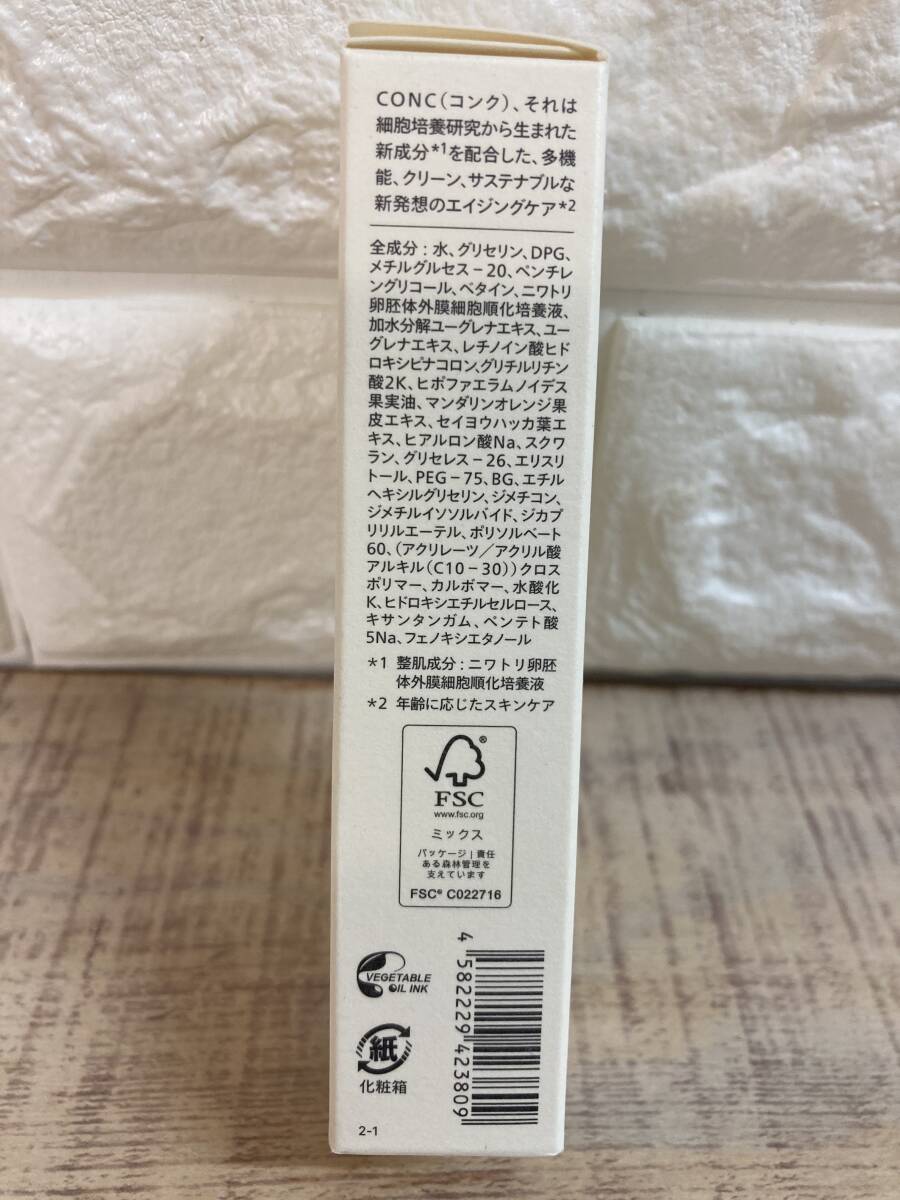 CONC(コンク)、それは
細胞培養研究から生まれた
新成分*1を配合した、多機
能、クリーン、サステナブルな
新発想のエイジングケア*2
全成分：水、グリセリン、DPG、
メチルグルセス－20、ペンチレ
ングリコール、ベタイン、ニワトリ
卵胚体外膜細胞順化培養液、
加水分解ユーグレナエキス、ユー
グレナエキス、レチノイン酸ヒド
ロキシピナコロン、グリチルリチン
酸2K、ヒポファエラムノイデス
果実油、マンダリンオレンジ果
皮エキス、セイヨウハッカ葉エ
キス、ヒアルロン酸Na、スクワ
ラン、グリセレス－26、エリスリ
トール、PEG－75、BG、エチル
ヘキシルグリセリン、ジメチコン、
ジメチルイソソルバイド、ジカプ
リリルエーテル、ポリソルベート
60、(アクリレーツ／アクリル酸
アルキル(C10－30))クロス
ポリマー、カルボマー、水酸化
K、ヒドロキシエチルセルロース、
キサンタンガム、ペンテト酸
5Na、フェノキシエタノール
*1 整肌成分：ニワトリ卵胚
体外膜細胞順化培養液
*2 年齢に応じたスキンケア
®
FSC
www.fsc.org
ミックス
パッケージ｜責任
ある森林管理を
支えています
FSC® C022716
VEGETABLE
OIL INK
紙
化粧箱
4 582229 423809
2-1